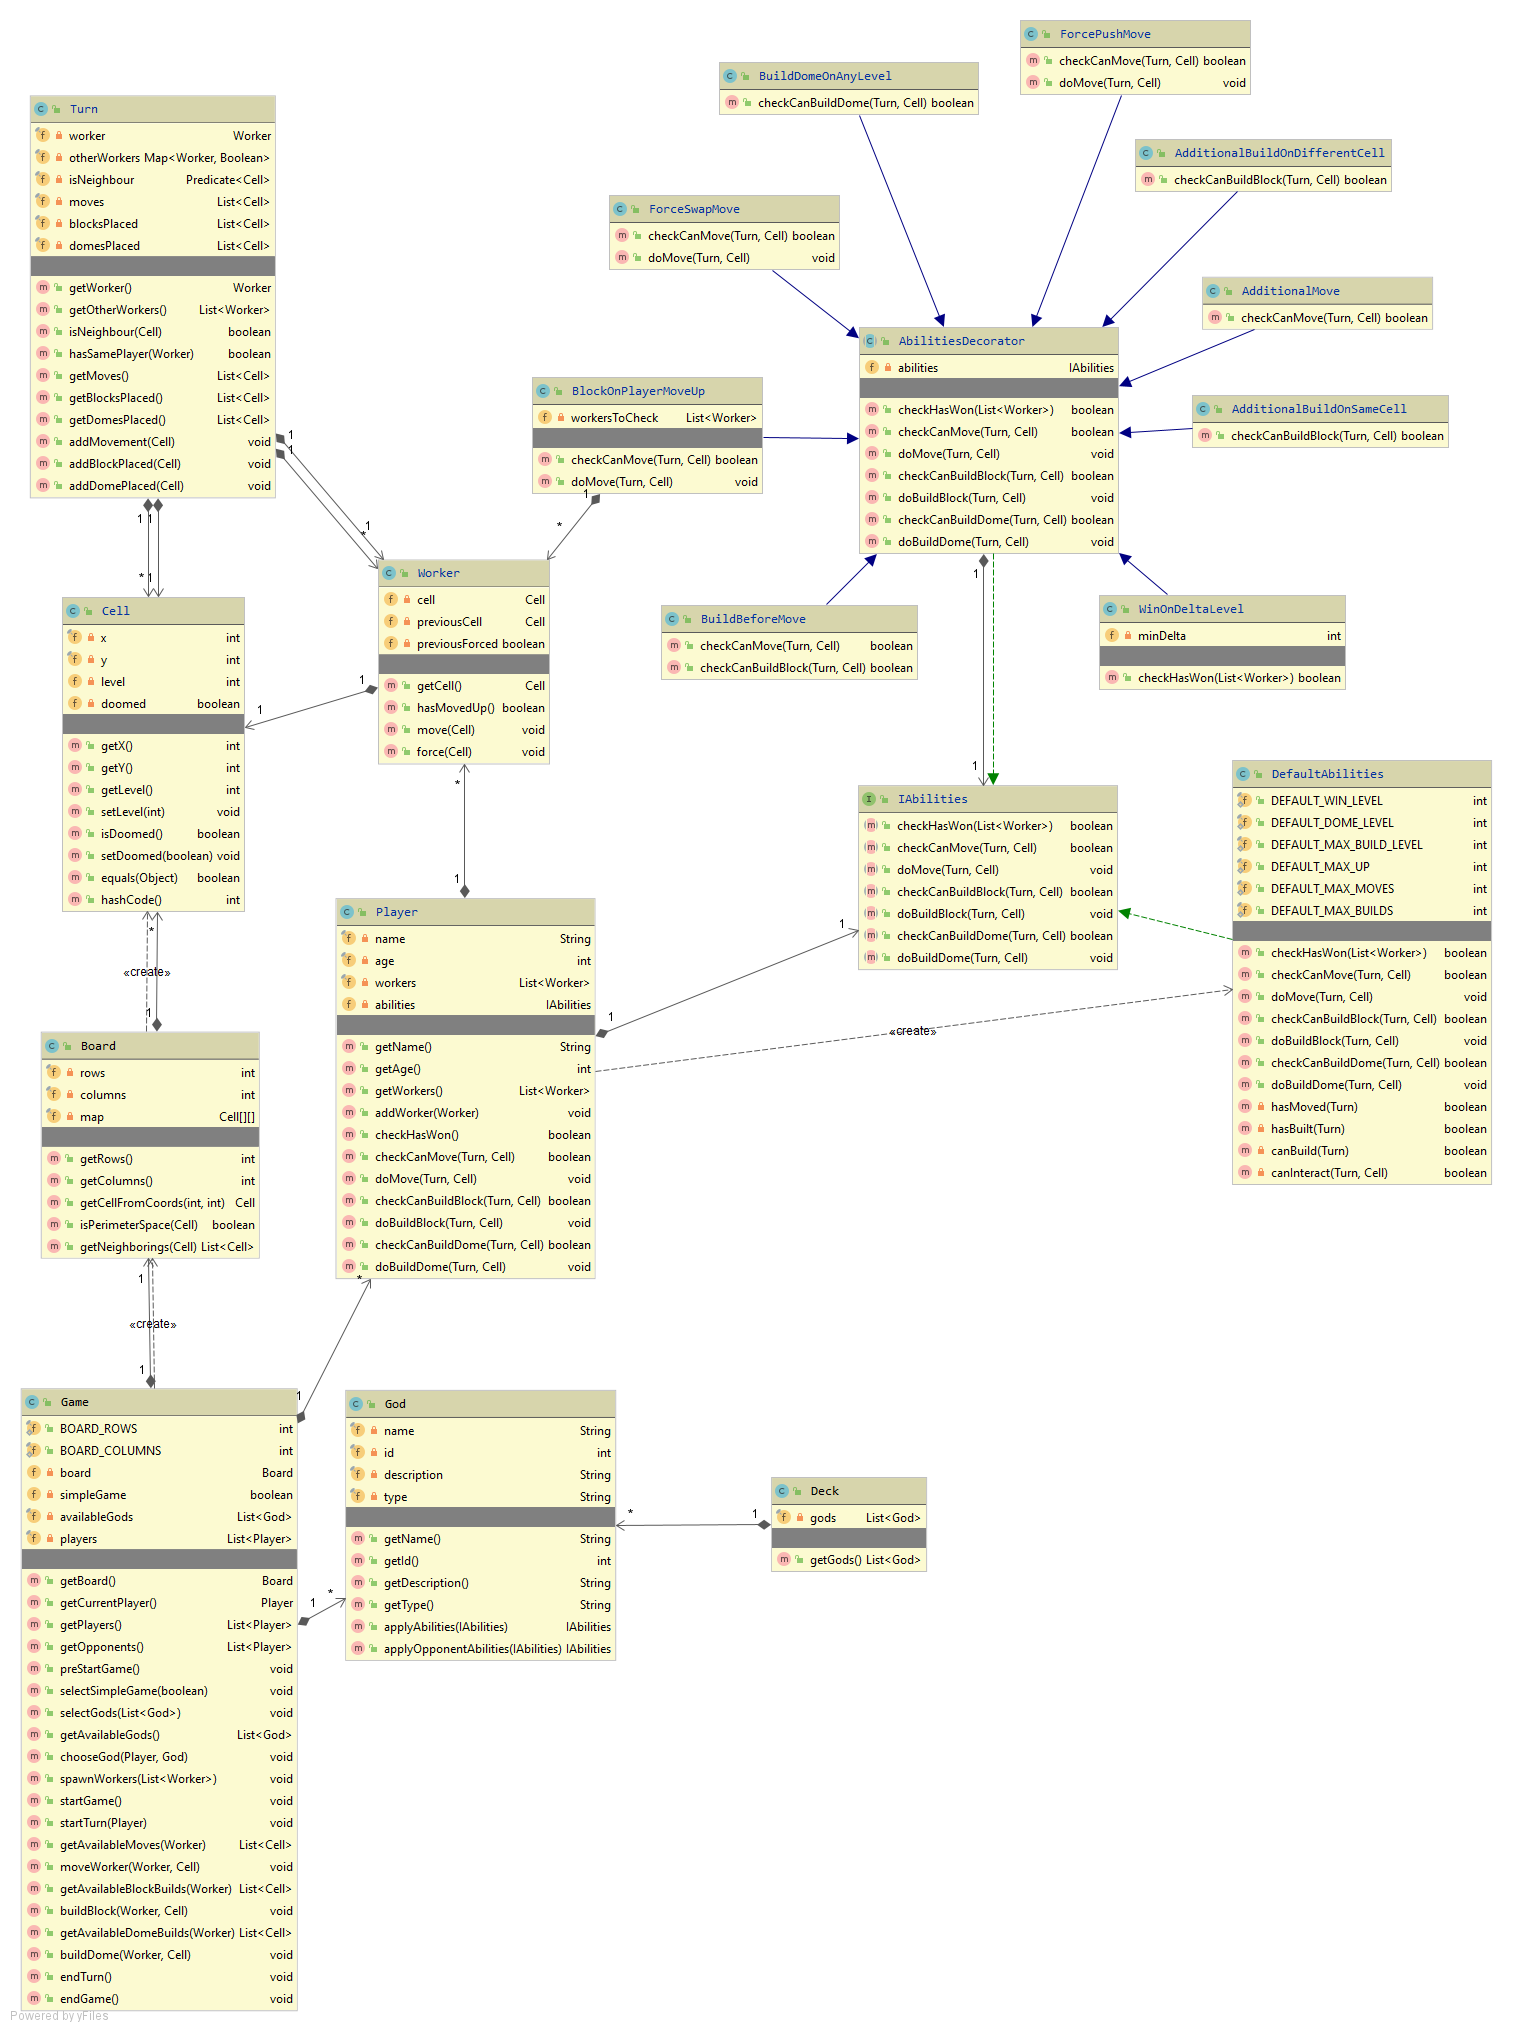 ForcePushMove
checkCanMove(Turn, Cell) boolean
doMove(Turn, Cell) void
BuildDomeOnAnyLevel
checkCanBuildDome(Turn, Cell) boolean
Turn
worker Worker
otherWorkers Map<Worker, Boolean>
isNeighbour Predicate<Cell>
moves List<Cell>
blocksPlaced List<Cell>
domesPlaced List<Cell>
getWorker() Worker
getOtherWorkers() List<Worker>
isNeighbour(Cell) boolean
hasSamePlayer(Worker) boolean
getMoves() List<Cell>
getBlocksPlaced() List<Cell>
getDomesPlaced() List<Cell>
addMovement(Cell) void
addBlockPlaced(Cell) void
addDomePlaced(Cell) void
AdditionalBuildOnDifferentCell
checkCanBuildBlock(Turn, Cell) boolean
ForceSwapMove
checkCanMove(Turn, Cell) boolean
doMove(Turn, Cell) void
AdditionalMove
checkCanMove(Turn, Cell) boolean
AbilitiesDecorator
abilities IAbilities
checkHasWon(List<Worker>) boolean
checkCanMove(Turn, Cell) boolean
doMove(Turn, Cell) void
checkCanBuildBlock(Turn, Cell) boolean
doBuildBlock(Turn, Cell) void
checkCanBuildDome(Turn, Cell) boolean
doBuildDome(Turn, Cell) void
BlockOnPlayerMoveUp
workersToCheck List<Worker>
checkCanMove(Turn, Cell) boolean
doMove(Turn, Cell) void
AdditionalBuildOnSameCell
checkCanBuildBlock(Turn, Cell) boolean
1
1
1
*
1
*
1
1
*
1
Worker
cell Cell
previousCell Cell
previousForced boolean
getCell() Cell
hasMovedUp() boolean
move(Cell) void
force(Cell) void
1
1
Cell
x int
y int
level int
doomed boolean
getX() int
getY() int
getLevel() int
setLevel(int) void
isDoomed() boolean
setDoomed(boolean) void
equals(Object) boolean
hashCode() int
BuildBeforeMove
checkCanMove(Turn, Cell) boolean
checkCanBuildBlock(Turn, Cell) boolean
WinOnDeltaLevel
minDelta int
checkHasWon(List<Worker>) boolean
1
1
IAbilities
checkHasWon(List<Worker>) boolean
checkCanMove(Turn, Cell) boolean
doMove(Turn, Cell) void
checkCanBuildBlock(Turn, Cell) boolean
doBuildBlock(Turn, Cell) void
checkCanBuildDome(Turn, Cell) boolean
doBuildDome(Turn, Cell) void
DefaultAbilities
DEFAULT_WIN_LEVEL int
DEFAULT_DOME_LEVEL int
DEFAULT_MAX_BUILD_LEVEL int
DEFAULT_MAX_UP int
DEFAULT_MAX_MOVES int
DEFAULT_MAX_BUILDS int
checkHasWon(List<Worker>) boolean
checkCanMove(Turn, Cell) boolean
doMove(Turn, Cell) void
checkCanBuildBlock(Turn, Cell) boolean
doBuildBlock(Turn, Cell) void
checkCanBuildDome(Turn, Cell) boolean
doBuildDome(Turn, Cell) void
hasMoved(Turn) boolean
hasBuilt(Turn) boolean
canBuild(Turn) boolean
canInteract(Turn, Cell) boolean
*
1
Player
name String
age int
workers List<Worker>
abilities IAbilities
getName() String
getAge() int
getWorkers() List<Worker>
addWorker(Worker) void
checkHasWon() boolean
checkCanMove(Turn, Cell) boolean
doMove(Turn, Cell) void
checkCanBuildBlock(Turn, Cell) boolean
doBuildBlock(Turn, Cell) void
checkCanBuildDome(Turn, Cell) boolean
doBuildDome(Turn, Cell) void
1
1
«create»
*
«create»
1
Board
rows int
columns int
map Cell[][]
getRows() int
getColumns() int
getCellFromCoords(int, int) Cell
isPerimeterSpace(Cell) boolean
getNeighborings(Cell) List<Cell>
1
«create»
1
*
1
Game
BOARD_ROWS int
BOARD_COLUMNS int
board Board
simpleGame boolean
availableGods List<God>
players List<Player>
getBoard() Board
getCurrentPlayer() Player
getPlayers() List<Player>
getOpponents() List<Player>
preStartGame() void
selectSimpleGame(boolean) void
selectGods(List<God>) void
getAvailableGods() List<God>
chooseGod(Player, God) void
spawnWorkers(List<Worker>) void
startGame() void
startTurn(Player) void
getAvailableMoves(Worker) List<Cell>
moveWorker(Worker, Cell) void
getAvailableBlockBuilds(Worker) List<Cell>
buildBlock(Worker, Cell) void
getAvailableDomeBuilds(Worker) List<Cell>
buildDome(Worker, Cell) void
endTurn() void
endGame() void
1
*
God
name String
id int
description String
type String
getName() String
getId() int
getDescription() String
getType() String
applyAbilities(IAbilities) IAbilities
applyOpponentAbilities(IAbilities) IAbilities
*
1
Deck
gods List<God>
getGods() List<God>
Powered by yFiles